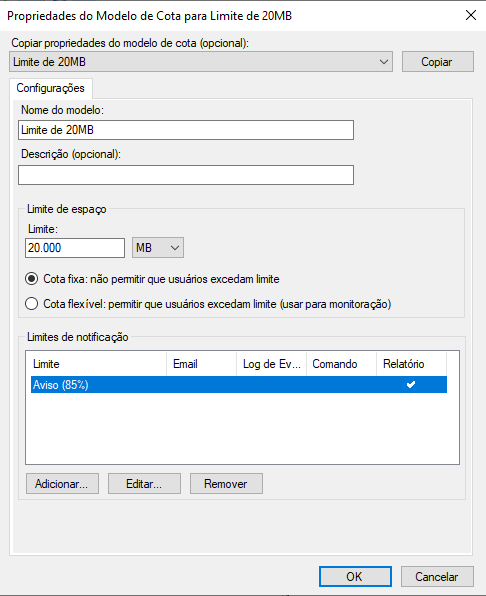 Propriedades do Modelo de Cota para Limite de 20MB
Copiar propriedades do modelo de cota (opcional):
Limite de 20MB
Copiar
Configurações
Nome do modelo:
Limite de 20MB
Descrição (opcional):
Limite de espaço
Limite:
20.000 MB
Cota fixa: não permitir que usuários excedam limite
Cota flexível: permitir que usuários excedam limite (usar para monitoração)
Limites de notificação
Limite Email Log de Ev... Comando Relatório
Aviso (85%)
Adicionar... Editar... Remover
OK Cancelar